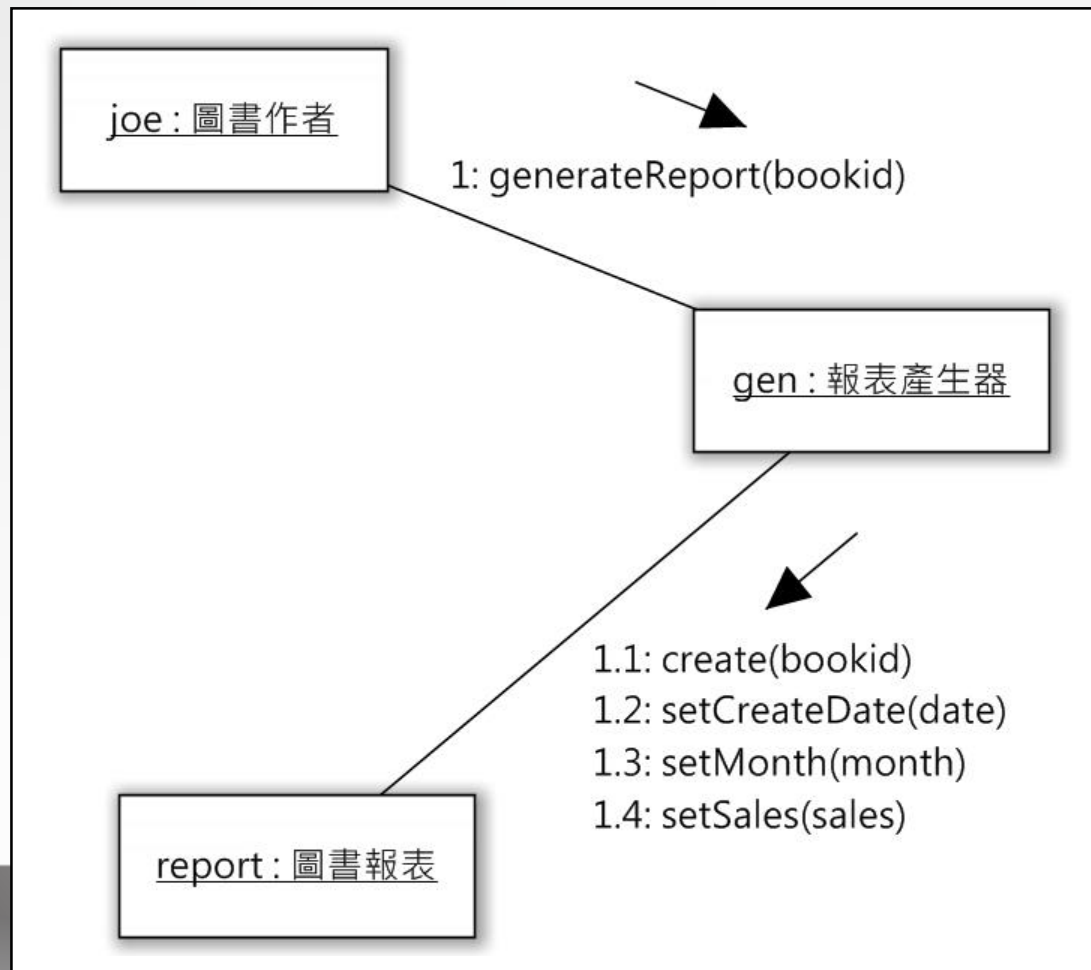 joe : 圖書作者
1: generateReport(bookid)
gen : 報表產生器
1.1: create(bookid)
1.2: setCreateDate(date)
1.3: setMonth(month)
1.4: setSales(sales)
report : 圖書報表